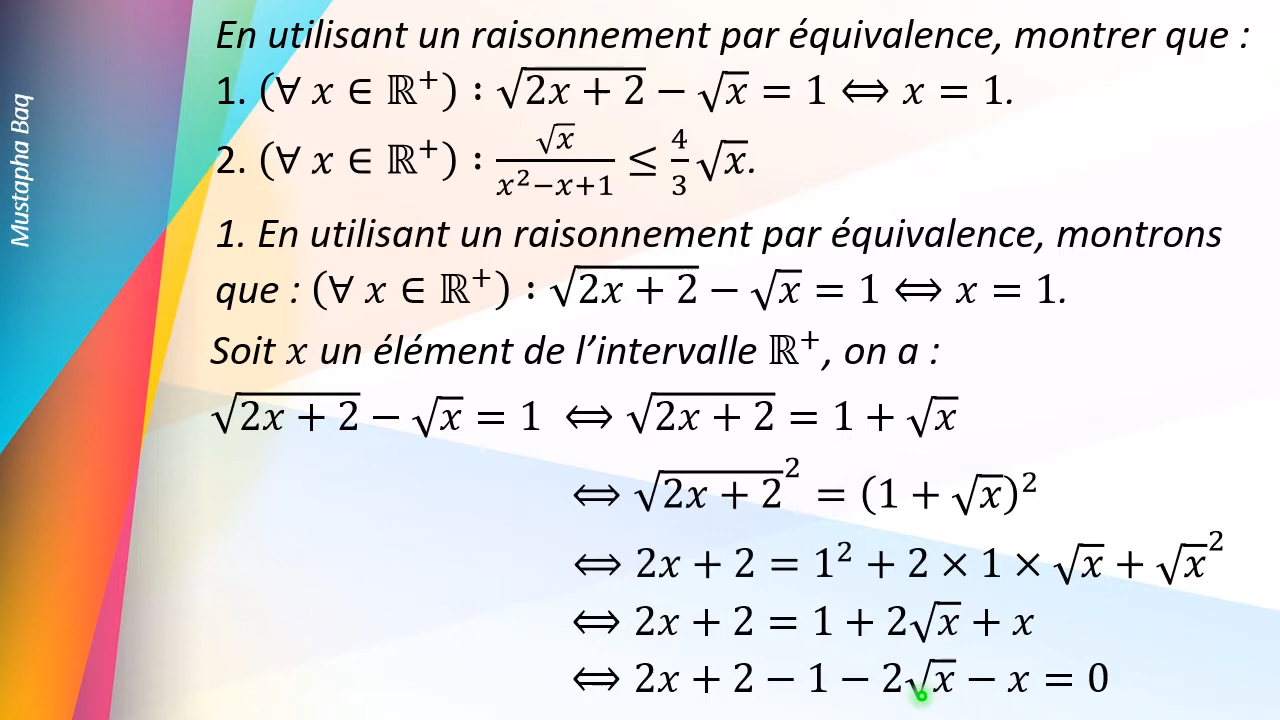 Mustapha Baq
En utilisant un raisonnement par équivalence, montrer que :
1. (∀ x ∈ ℝ⁺) : √(2x + 2) − √x = 1 ⟺ x = 1.
2. (∀ x ∈ ℝ⁺) : √x/(x²−x+1) ≤ 4/3 √x.
1. En utilisant un raisonnement par équivalence, montrons
que : (∀ x ∈ ℝ⁺) : √(2x + 2) − √x = 1 ⟺ x = 1.
Soit x un élément de l’intervalle ℝ⁺, on a :
√(2x + 2) − √x = 1 ⟺ √(2x + 2) = 1 + √x
⟺ √(2x + 2)² = (1 + √x)²
⟺ 2x + 2 = 1² + 2 × 1 × √x + √x²
⟺ 2x + 2 = 1 + 2√x + x
⟺ 2x + 2 − 1 − 2√x − x = 0